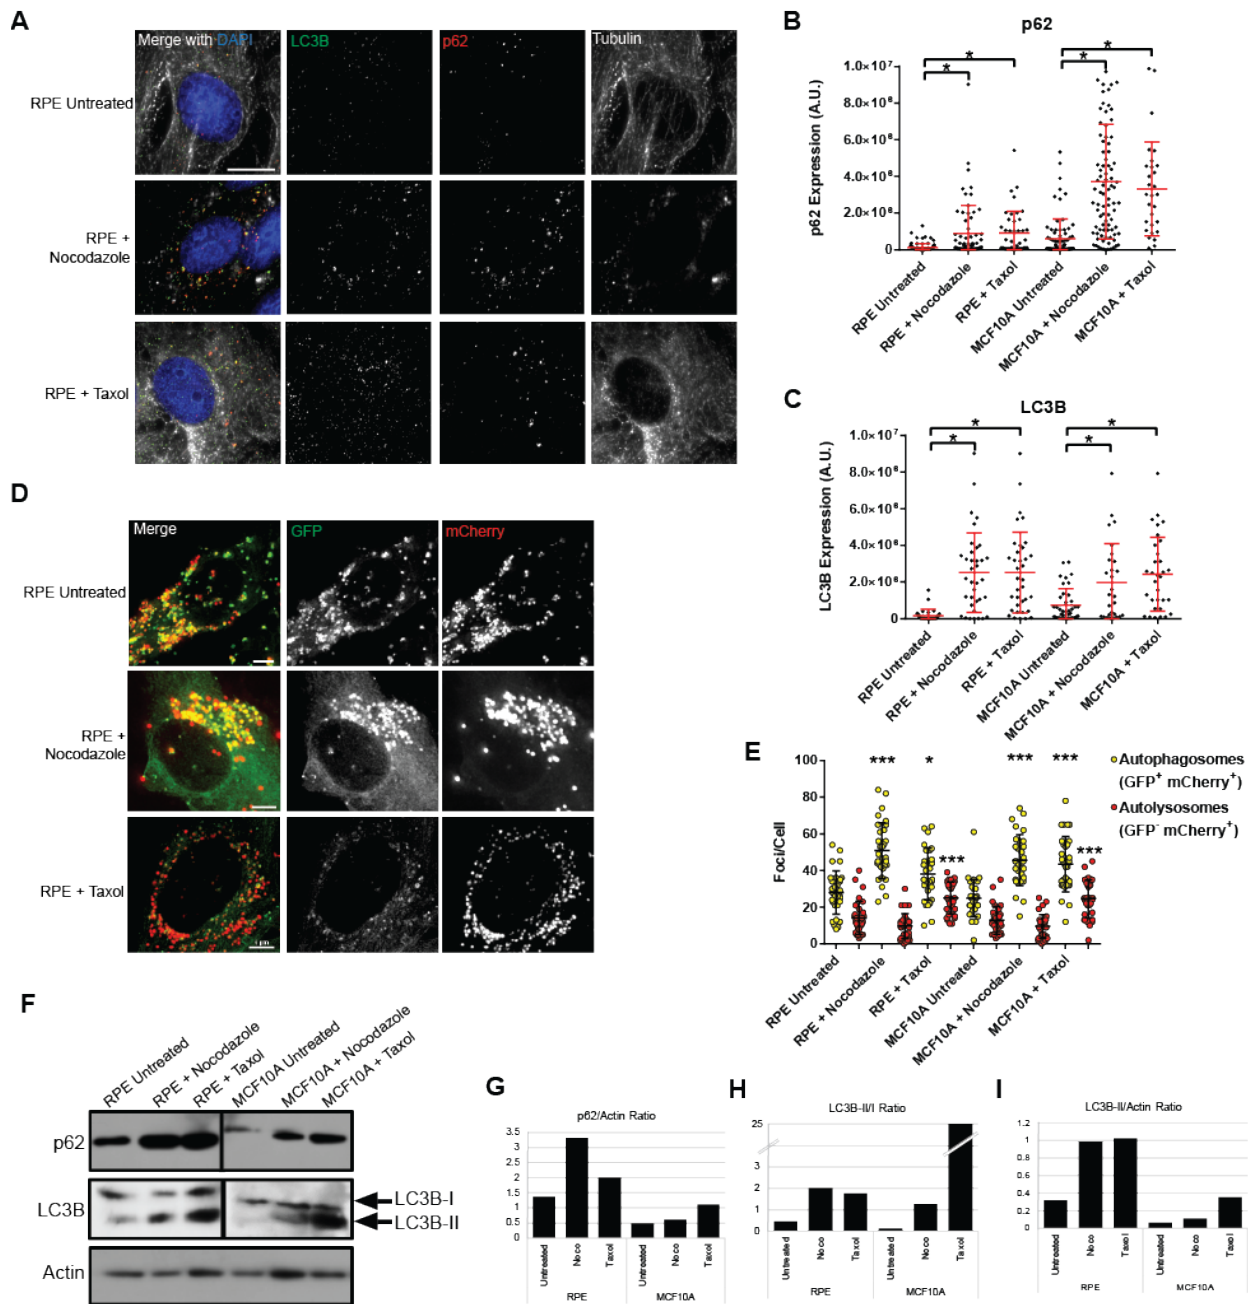 A
Merge with DAPI
LC3B
p62
Tubulin
RPE Untreated
RPE +
Nocodazole
RPE + Taxol
B
p62
p62 Expression (A.U.)
1.0×10⁷
8.0×10⁶
6.0×10⁶
4.0×10⁶
2.0×10⁶
0
*
*
*
*
RPE Untreated
RPE + Nocodazole
RPE + Taxol
MCF10A Untreated
MCF10A + Nocodazole
MCF10A + Taxol
C
LC3B
LC3B Expression (A.U.)
1.0×10⁷
8.0×10⁶
6.0×10⁶
4.0×10⁶
2.0×10⁶
0
*
*
*
*
RPE Untreated
RPE + Nocodazole
RPE + Taxol
MCF10A Untreated
MCF10A + Nocodazole
MCF10A + Taxol
D
Merge
GFP
mCherry
RPE Untreated
RPE +
Nocodazole
RPE + Taxol
E
Foci/Cell
100
80
60
40
20
0
***
*
***
***
***
***
Autophagosomes
(GFP⁺ mCherry⁺)
Autolysosomes
(GFP⁻ mCherry⁺)
RPE Untreated
RPE + Nocodazole
RPE + Taxol
MCF10A Untreated
MCF10A + Nocodazole
MCF10A + Taxol
F
RPE Untreated
RPE + Nocodazole
RPE + Taxol
MCF10A Untreated
MCF10A + Nocodazole
MCF10A + Taxol
p62
LC3B
LC3B-I
LC3B-II
Actin
G
p62/Actin Ratio
3.5
3
2.5
2
1.5
1
0.5
0
Untreated
Noco
Taxol
Untreated
Noco
Taxol
RPE
MCF10A
H
LC3B-II/I Ratio
25
3
2
1
0
Untreated
Noco
Taxol
Untreated
Noco
Taxol
RPE
MCF10A
I
LC3B-II/Actin Ratio
1.2
1
0.8
0.6
0.4
0.2
0
Untreated
Noco
Taxol
Untreated
Noco
Taxol
RPE
MCF10A